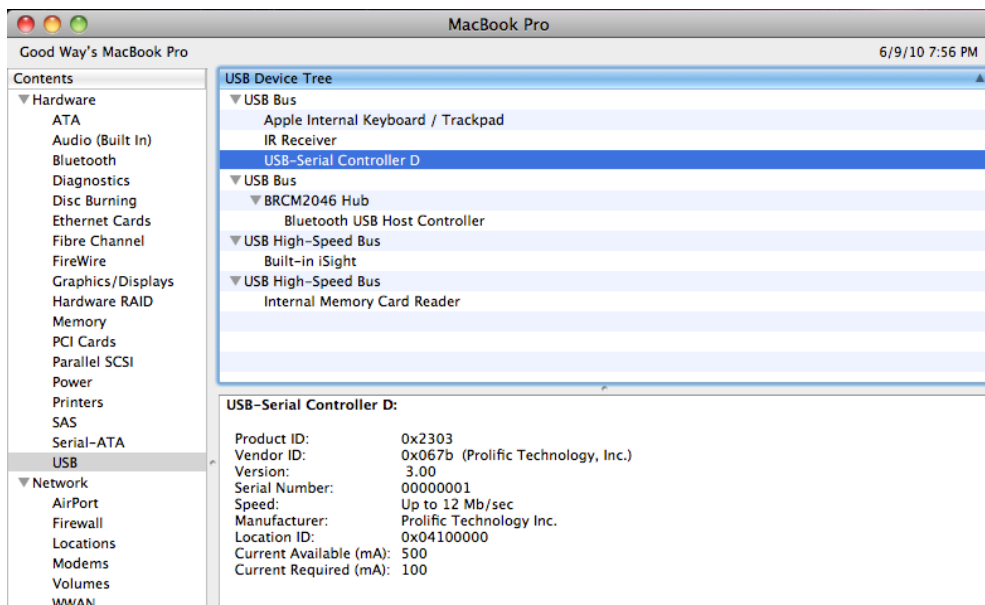 MacBook Pro
Good Way's MacBook Pro 6/9/10 7:56 PM
Contents
Hardware
ATA
Audio (Built In)
Bluetooth
Diagnostics
Disc Burning
Ethernet Cards
Fibre Channel
FireWire
Graphics/Displays
Hardware RAID
Memory
PCI Cards
Parallel SCSI
Power
Printers
SAS
Serial-ATA
USB
Network
AirPort
Firewall
Locations
Modems
Volumes
WWAN
USB Device Tree
USB Bus
Apple Internal Keyboard / Trackpad
IR Receiver
USB-Serial Controller D
USB Bus
BRCM2046 Hub
Bluetooth USB Host Controller
USB High-Speed Bus
Built-in iSight
USB High-Speed Bus
Internal Memory Card Reader
USB-Serial Controller D:
Product ID: 0x2303
Vendor ID: 0x067b (Prolific Technology, Inc.)
Version: 3.00
Serial Number: 00000001
Speed: Up to 12 Mb/sec
Manufacturer: Prolific Technology Inc.
Location ID: 0x04100000
Current Available (mA): 500
Current Required (mA): 100